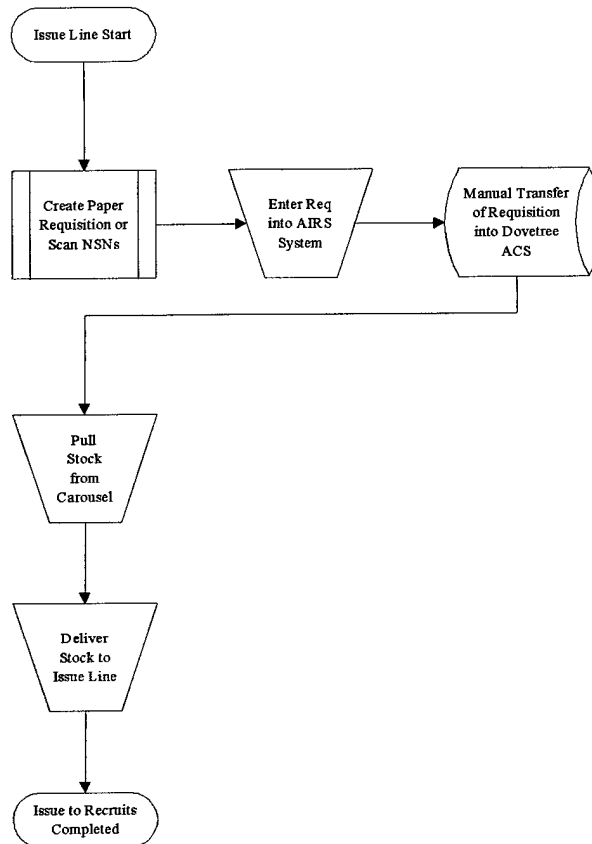 Issue Line Start
Create Paper
Requisition or
Scan NSNs
Enter Req
into AIRS
System
Manual Transfer
of Requisition
into Dovetree
ACS
Pull
Stock
from
Carousel
Deliver
Stock to
Issue Line
Issue to Recruits
Completed